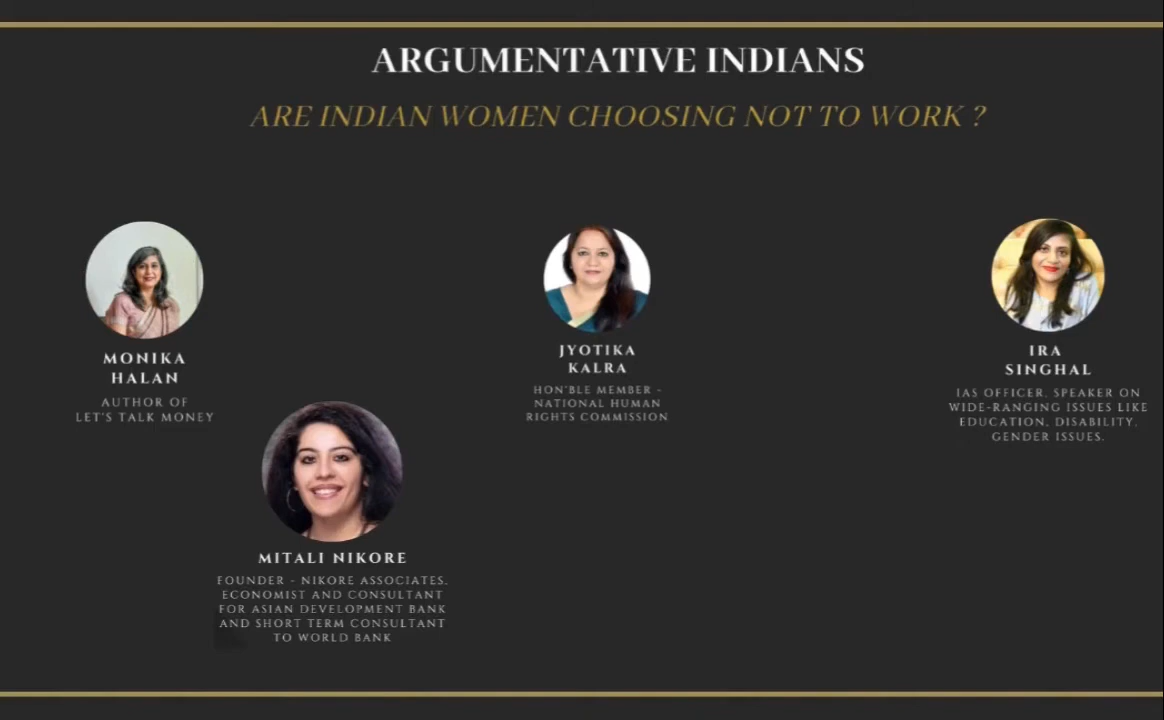 ARGUMENTATIVE INDIANS
ARE INDIAN WOMEN CHOOSING NOT TO WORK ?
MONIKA
HALAN
AUTHOR OF
LET'S TALK MONEY
JYOTIKA
KALRA
HON'BLE MEMBER -
NATIONAL HUMAN
RIGHTS COMMISSION
IRA
SINGHAL
IAS OFFICER, SPEAKER ON
WIDE-RANGING ISSUES LIKE
EDUCATION, DISABILITY,
GENDER ISSUES.
MITALI NIKORE
FOUNDER - NIKORE ASSOCIATES,
ECONOMIST AND CONSULTANT
FOR ASIAN DEVELOPMENT BANK
AND SHORT TERM CONSULTANT
TO WORLD BANK